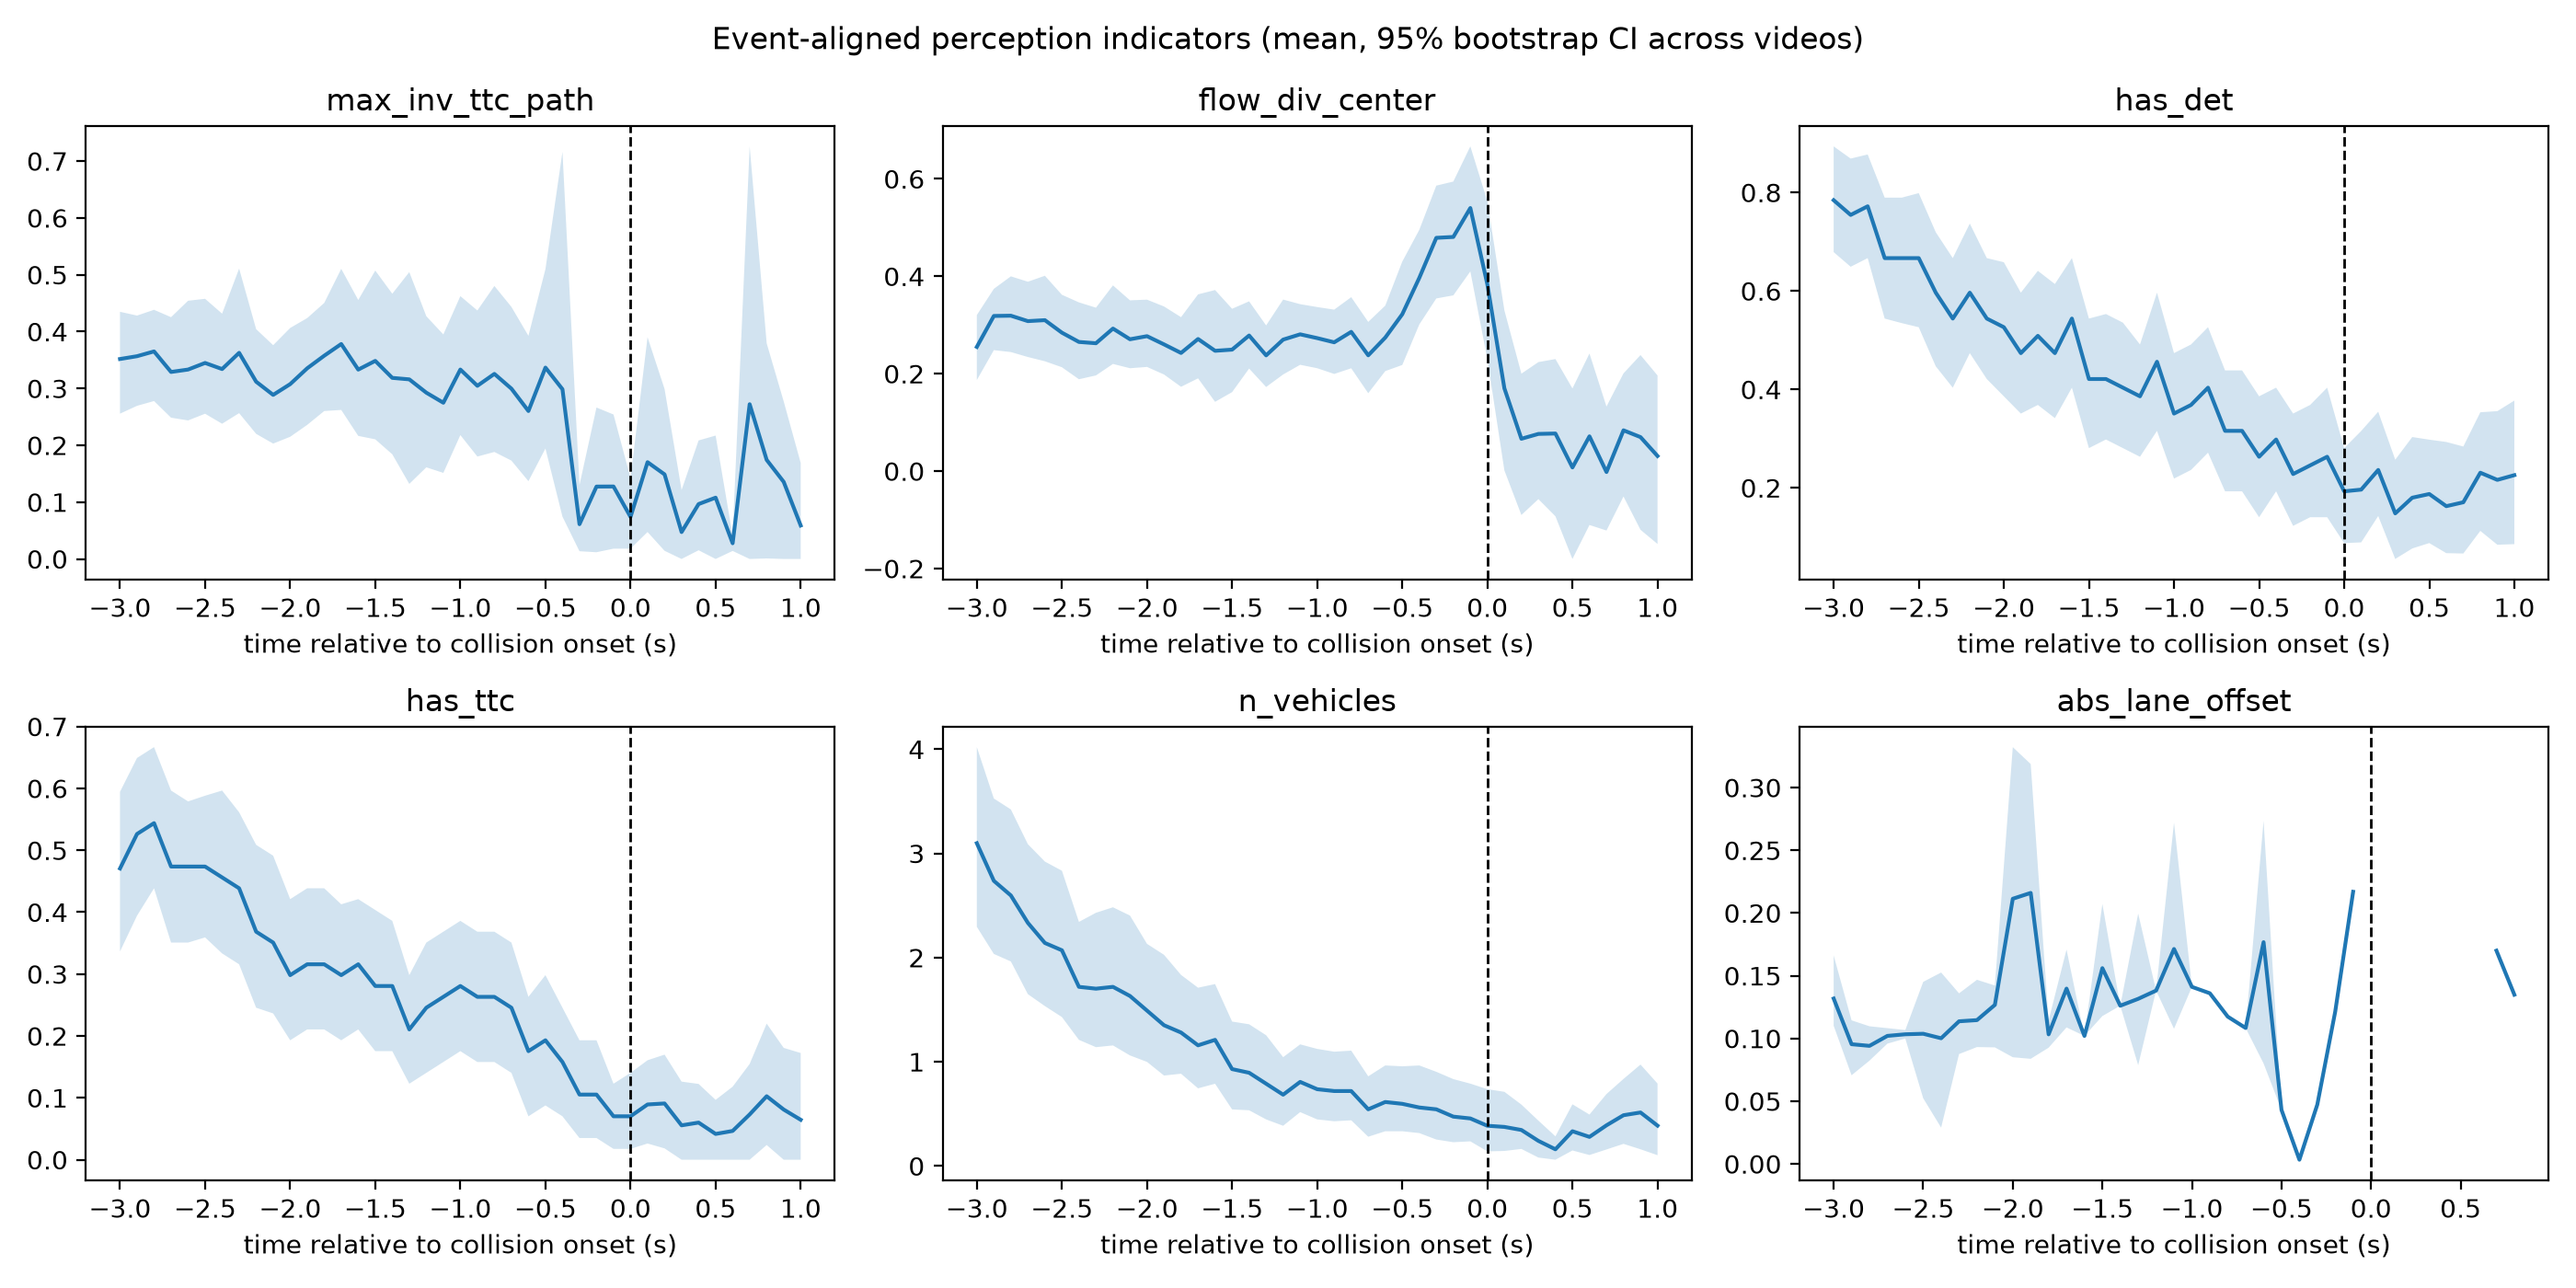 Event-aligned perception indicators (mean, 95% bootstrap CI across videos)
max_inv_ttc_path
0.7
0.6
0.5
0.4
0.3
0.2
0.1
0.0
−3.0 −2.5 −2.0 −1.5 −1.0 −0.5 0.0 0.5 1.0
time relative to collision onset (s)
flow_div_center
0.6
0.4
0.2
0.0
−0.2
−3.0 −2.5 −2.0 −1.5 −1.0 −0.5 0.0 0.5 1.0
time relative to collision onset (s)
has_det
0.8
0.6
0.4
0.2
−3.0 −2.5 −2.0 −1.5 −1.0 −0.5 0.0 0.5 1.0
time relative to collision onset (s)
has_ttc
0.7
0.6
0.5
0.4
0.3
0.2
0.1
0.0
−3.0 −2.5 −2.0 −1.5 −1.0 −0.5 0.0 0.5 1.0
time relative to collision onset (s)
n_vehicles
4
3
2
1
0
−3.0 −2.5 −2.0 −1.5 −1.0 −0.5 0.0 0.5 1.0
time relative to collision onset (s)
abs_lane_offset
0.30
0.25
0.20
0.15
0.10
0.05
0.00
−3.0 −2.5 −2.0 −1.5 −1.0 −0.5 0.0 0.5
time relative to collision onset (s)